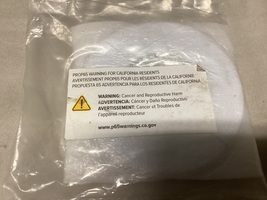 PROP65 WARNING FOR CALIFORNIA RESIDENTS
AVERTISSEMENT PROP65 POUR LES RÉSIDENTS DE LA CALIFORNIE
PROPUESTA 65 ADVERTENCIA PARA LOS RESIDENTES DE CALIFORNIA
WARNING: Cancer and Reproductive Harm
ADVERTENCIA: Cáncer y Daño Reproductivo
AVERTISSEMENT: Cancer et Troubles de
l'appareil reproducteur
www.p65warnings.ca.gov